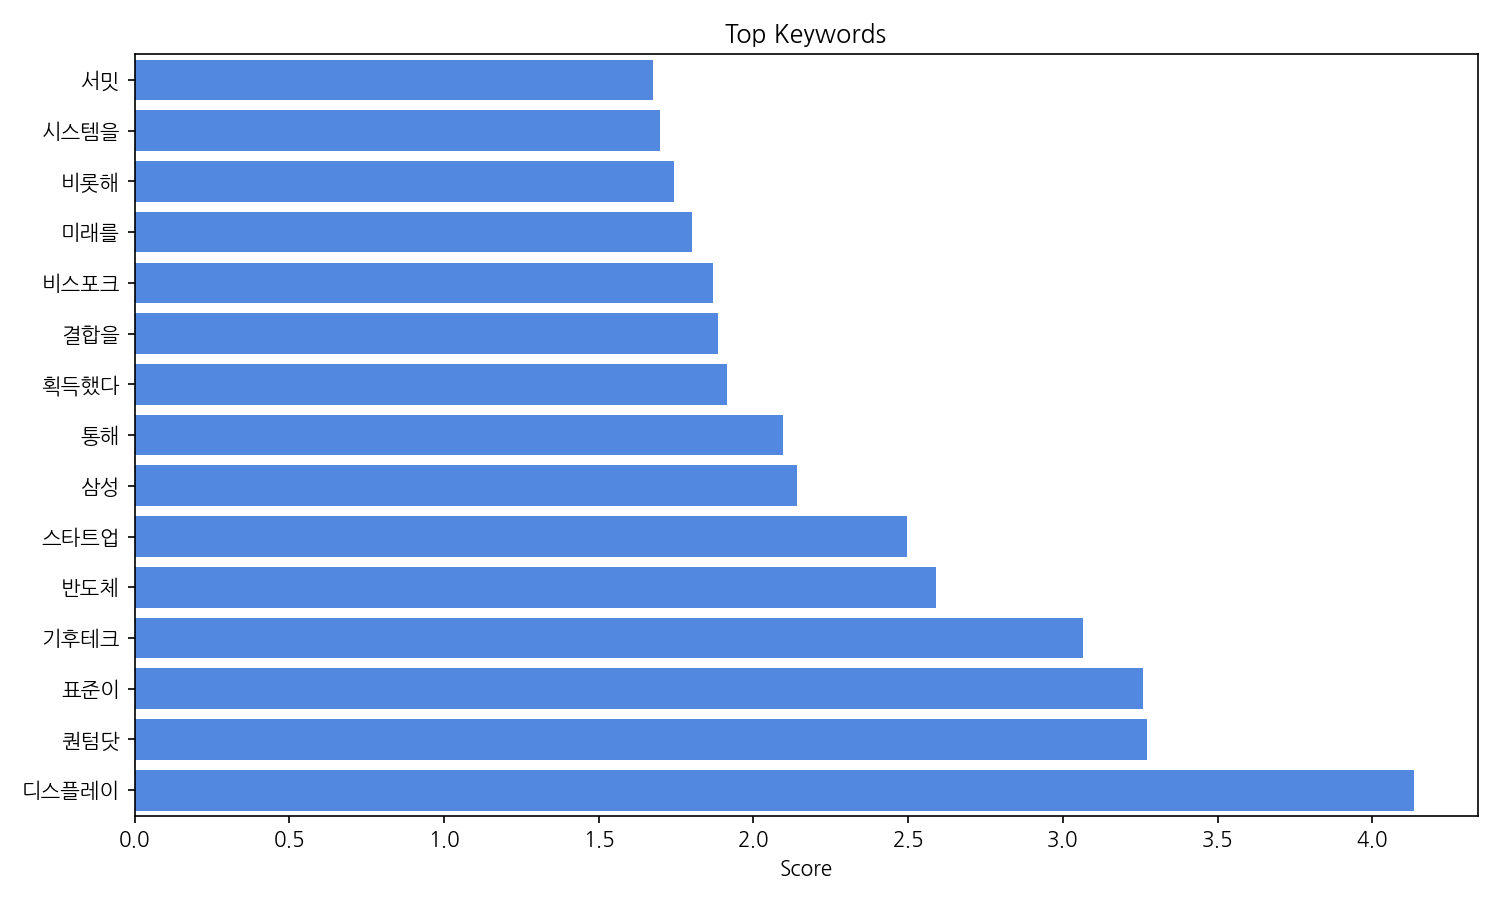 Top Keywords
서밋
시스템을
비롯해
미래를
비스포크
결합을
획득했다
통해
삼성
스타트업
반도체
기후테크
표준이
퀀텀닷
디스플레이
0.0 0.5 1.0 1.5 2.0 2.5 3.0 3.5 4.0
Score